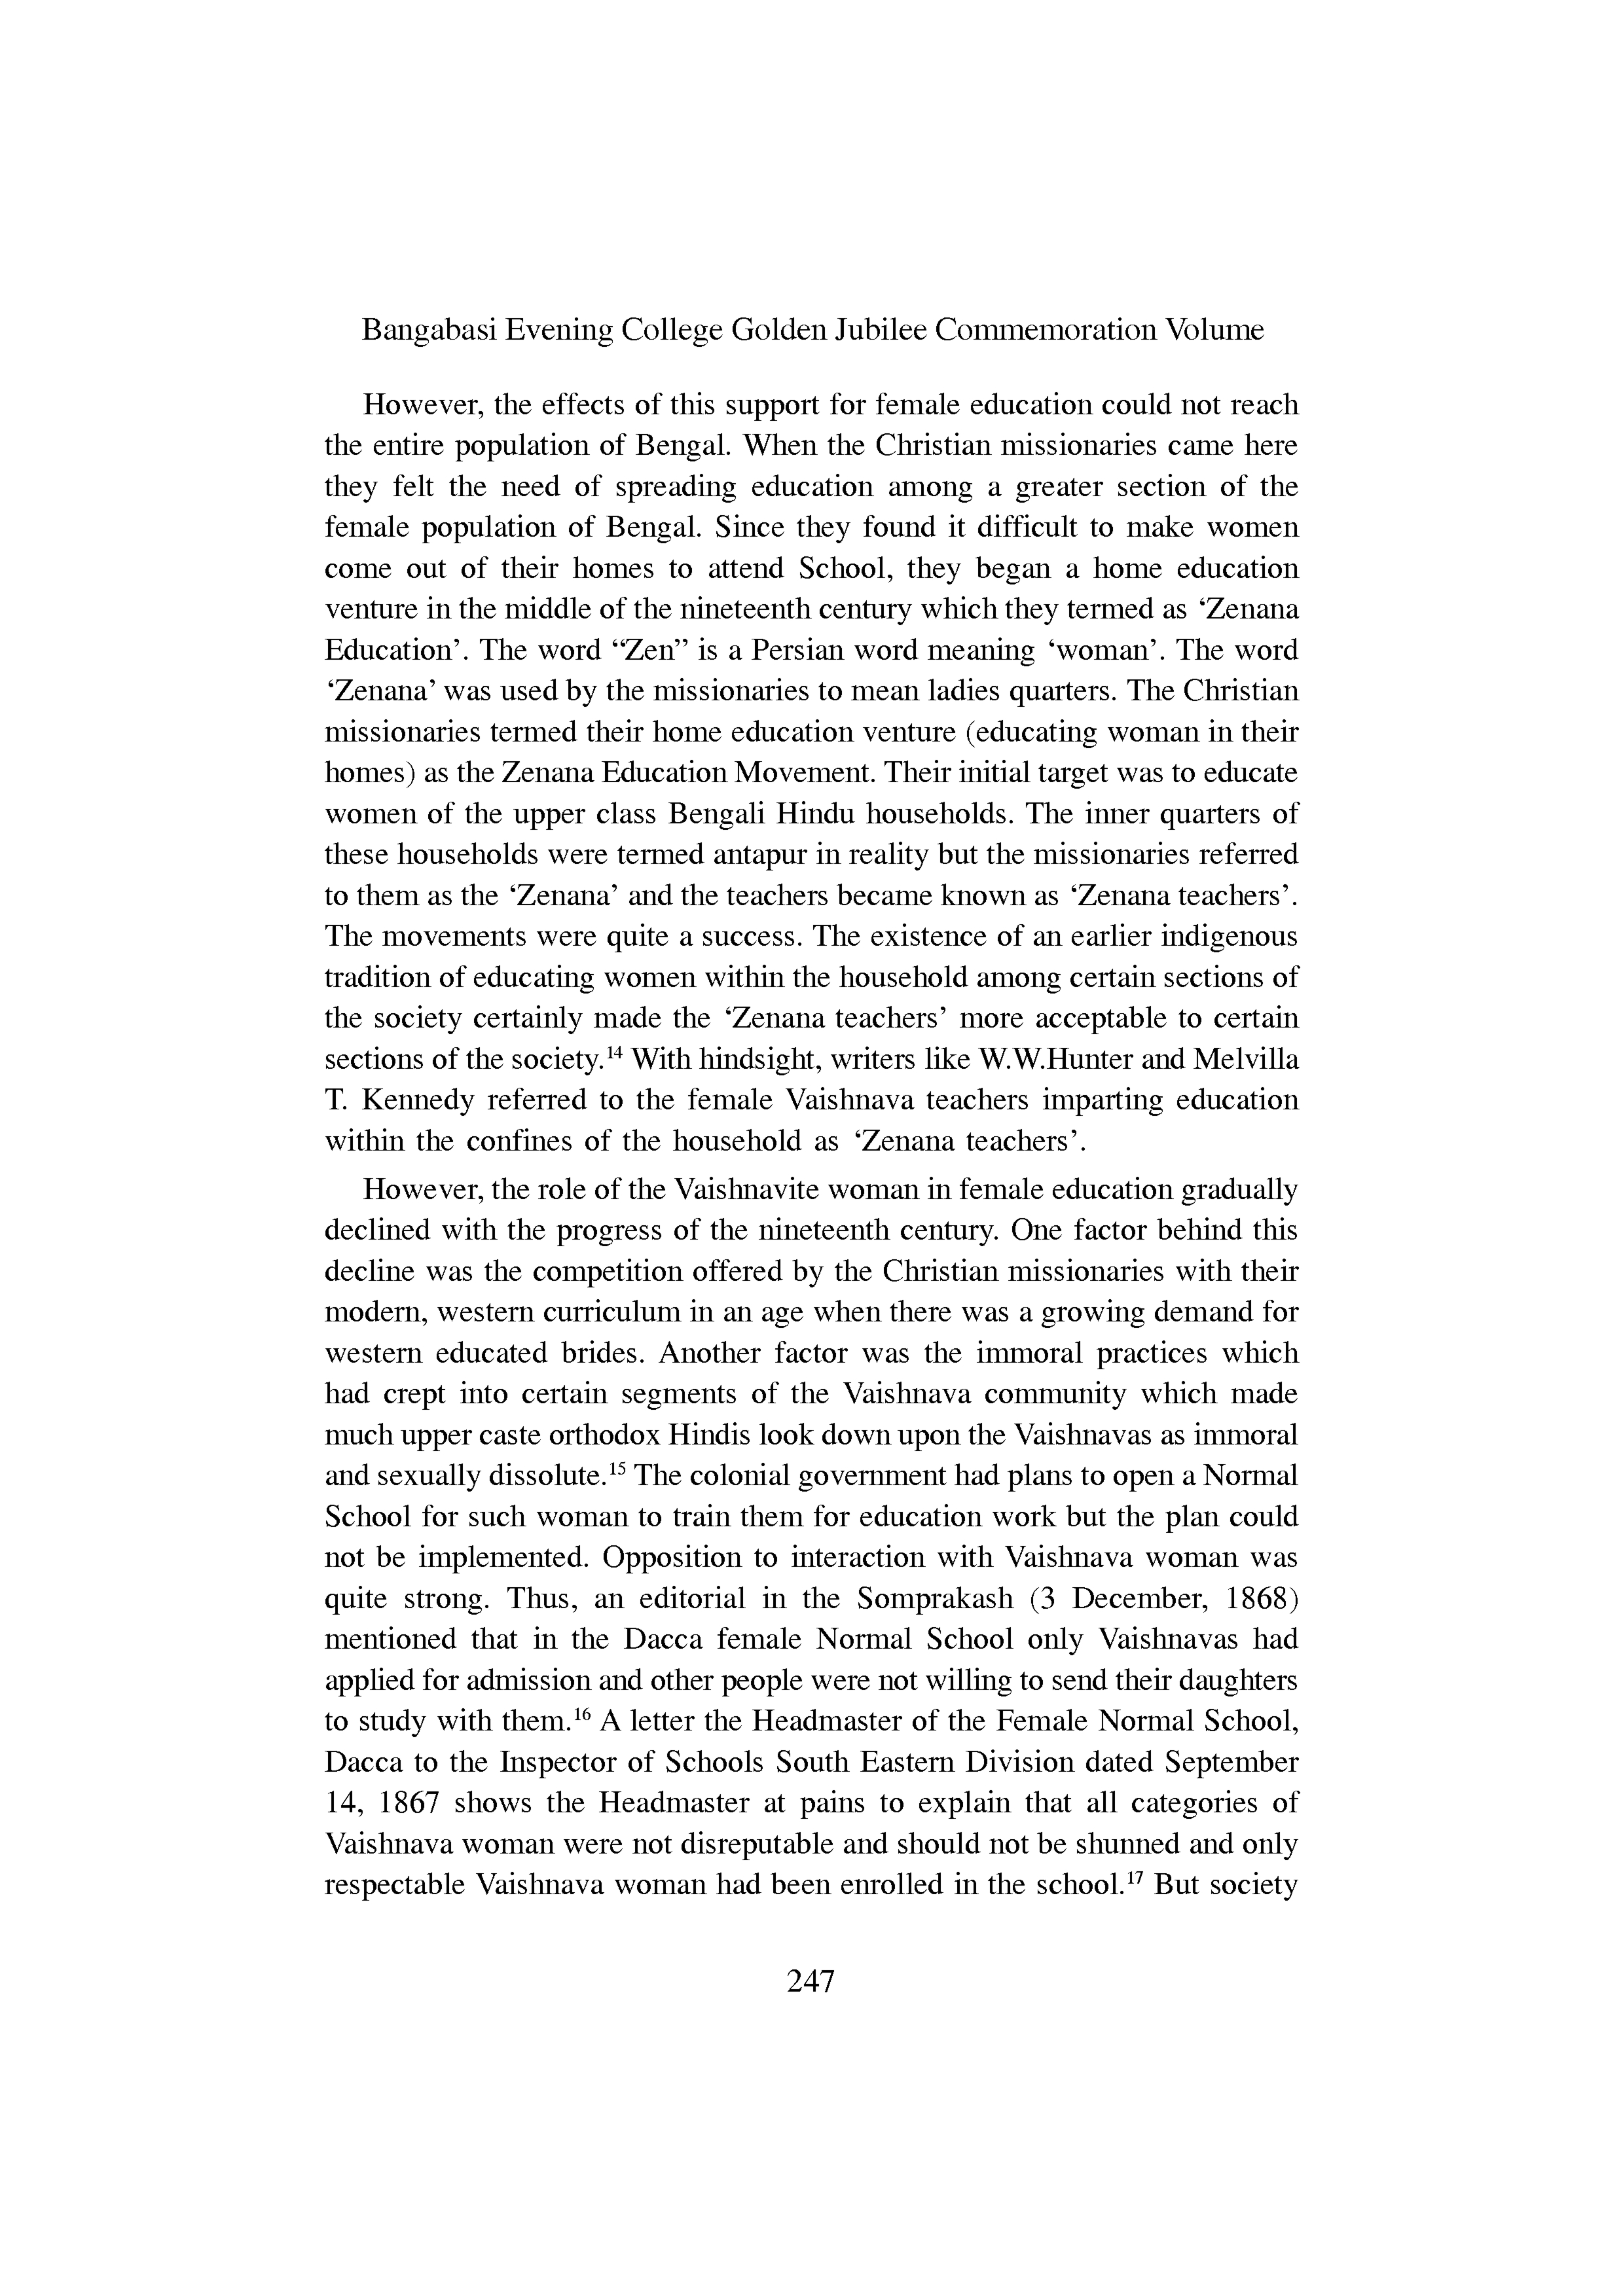 Bangabasi Evening College Golden Jubilee Commemoration Volume
However, the effects of this support for female education could not reach
the entire population of Bengal. When the Christian missionaries came here
they felt the need of spreading education among a greater section of the
female population of Bengal. Since they found it difficult to make women
come out of their homes to attend School, they began a home education
venture in the middle of the nineteenth century which they termed as ‘Zenana
Education’. The word “Zen” is a Persian word meaning ‘woman’. The word
‘Zenana’ was used by the missionaries to mean ladies quarters. The Christian
missionaries termed their home education venture (educating woman in their
homes) as the Zenana Education Movement. Their initial target was to educate
women of the upper class Bengali Hindu households. The inner quarters of
these households were termed antapur in reality but the missionaries referred
to them as the ‘Zenana’ and the teachers became known as ‘Zenana teachers’.
The movements were quite a success. The existence of an earlier indigenous
tradition of educating women within the household among certain sections of
the society certainly made the ‘Zenana teachers’ more acceptable to certain
sections of the society.¹⁴ With hindsight, writers like W.W.Hunter and Melvilla
T. Kennedy referred to the female Vaishnava teachers imparting education
within the confines of the household as ‘Zenana teachers’.
However, the role of the Vaishnavite woman in female education gradually
declined with the progress of the nineteenth century. One factor behind this
decline was the competition offered by the Christian missionaries with their
modern, western curriculum in an age when there was a growing demand for
western educated brides. Another factor was the immoral practices which
had crept into certain segments of the Vaishnava community which made
much upper caste orthodox Hindis look down upon the Vaishnavas as immoral
and sexually dissolute.¹⁵ The colonial government had plans to open a Normal
School for such woman to train them for education work but the plan could
not be implemented. Opposition to interaction with Vaishnava woman was
quite strong. Thus, an editorial in the Somprakash (3 December, 1868)
mentioned that in the Dacca female Normal School only Vaishnavas had
applied for admission and other people were not willing to send their daughters
to study with them.¹⁶ A letter the Headmaster of the Female Normal School,
Dacca to the Inspector of Schools South Eastern Division dated September
14, 1867 shows the Headmaster at pains to explain that all categories of
Vaishnava woman were not disreputable and should not be shunned and only
respectable Vaishnava woman had been enrolled in the school.¹⁷ But society
247